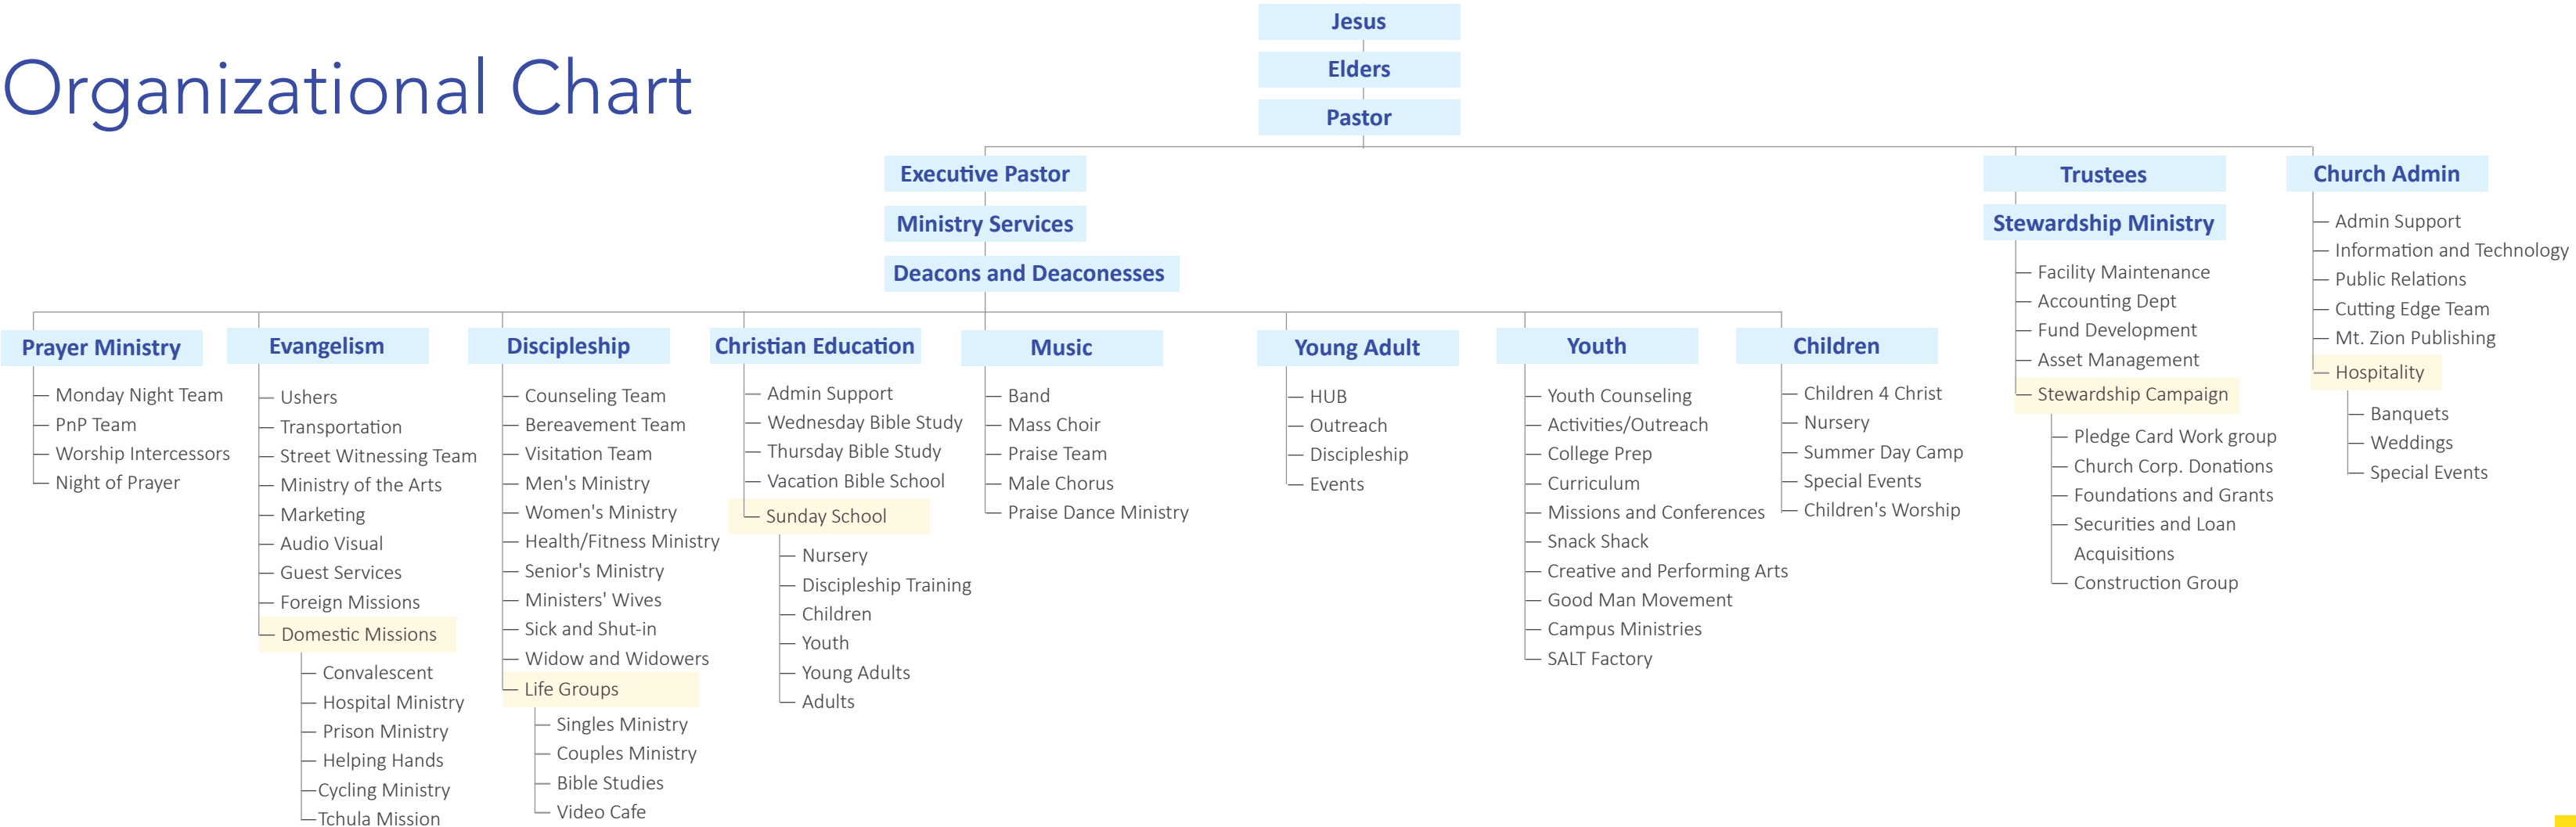 Organizational Chart
Jesus
Elders
Pastor
Executive Pastor
Ministry Services
Deacons and Deaconesses
Prayer Ministry
Monday Night Team
PnP Team
Worship Intercessors
Night of Prayer
Evangelism
Ushers
Transportation
Street Witnessing Team
Ministry of the Arts
Marketing
Audio Visual
Guest Services
Foreign Missions
Domestic Missions
Convalescent
Hospital Ministry
Prison Ministry
Helping Hands
Cycling Ministry
Tchula Mission
Discipleship
Counseling Team
Bereavement Team
Visitation Team
Men's Ministry
Women's Ministry
Health/Fitness Ministry
Senior's Ministry
Ministers' Wives
Sick and Shut-in
Widow and Widowers
Life Groups
Singles Ministry
Couples Ministry
Bible Studies
Video Cafe
Christian Education
Admin Support
Wednesday Bible Study
Thursday Bible Study
Vacation Bible School
Sunday School
Nursery
Discipleship Training
Children
Youth
Young Adults
Adults
Music
Band
Mass Choir
Praise Team
Male Chorus
Praise Dance Ministry
Young Adult
HUB
Outreach
Discipleship
Events
Youth
Youth Counseling
Activities/Outreach
College Prep
Curriculum
Missions and Conferences
Snack Shack
Creative and Performing Arts
Good Man Movement
Campus Ministries
SALT Factory
Children
Children 4 Christ
Nursery
Summer Day Camp
Special Events
Children's Worship
Trustees
Stewardship Ministry
Facility Maintenance
Accounting Dept
Fund Development
Asset Management
Stewardship Campaign
Pledge Card Work group
Church Corp. Donations
Foundations and Grants
Securities and Loan
Acquisitions
Construction Group
Church Admin
Admin Support
Information and Technology
Public Relations
Cutting Edge Team
Mt. Zion Publishing
Hospitality
Banquets
Weddings
Special Events